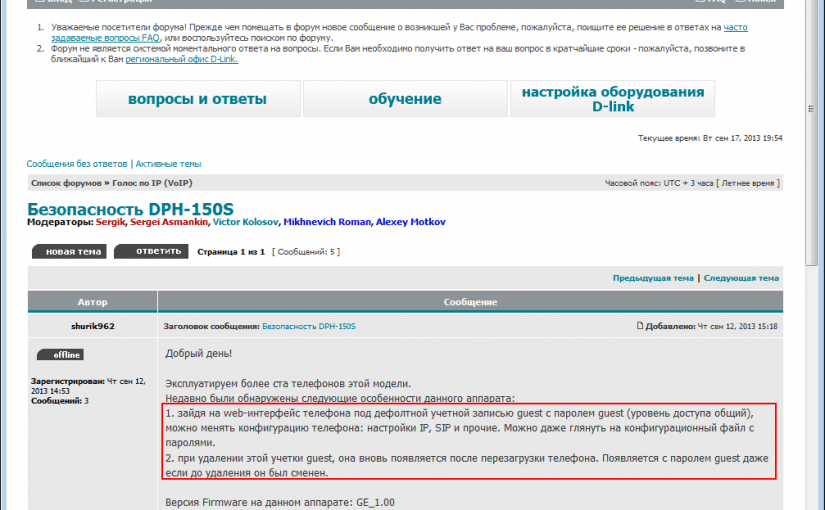 Вход Регистрация FAQ Поиск
1. Уважаемые посетители форума! Прежде чем помещать в форум новое сообщение о возникшей у Вас проблеме, пожалуйста, поищите ее решение в ответах на часто
задаваемые вопросы FAQ, или воспользуйтесь поиском по форуму.
2. Форум не является системой моментального ответа на вопросы. Если Вам необходимо получить ответ на ваш вопрос в кратчайшие сроки - пожалуйста, позвоните в
ближайший к Вам региональный офис D-Link.
вопросы и ответы
обучение
настройка оборудования
D-link
Текущее время: Вт сен 17, 2013 19:54
Сообщения без ответов | Активные темы
Список форумов » Голос по IP (VoIP) Часовой пояс: UTC + 3 часа [ Летнее время ]
Безопасность DPH-150S
Модераторы: Sergik, Sergei Asmankin, Victor Kolosov, Mikhnevich Roman, Alexey Motkov
новая тема ответить Страница 1 из 1 [ Сообщений: 5 ]
Предыдущая тема | Следующая тема
Автор Сообщение
shurik962 Заголовок сообщения: Безопасность DPH-150S Добавлено: Чт сен 12, 2013 15:18
offline
Зарегистрирован: Чт сен 12,
2013 14:53
Сообщений: 3
Добрый день!
Эксплуатируем более ста телефонов этой модели.
Недавно были обнаружены следующие особенности данного аппарата:
1. зайдя на web-интерфейс телефона под дефолтной учетной записью guest с паролем guest (уровень доступа общий),
можно менять конфигурацию телефона: настройки IP, SIP и прочие. Можно даже глянуть на конфигурационный файл с
паролями.
2. при удалении этой учетки guest, она вновь появляется после перезагрузки телефона. Появляется с паролем guest даже
если до удаления он был сменен.
Версия Firmware на данном аппарате: GE_1.00